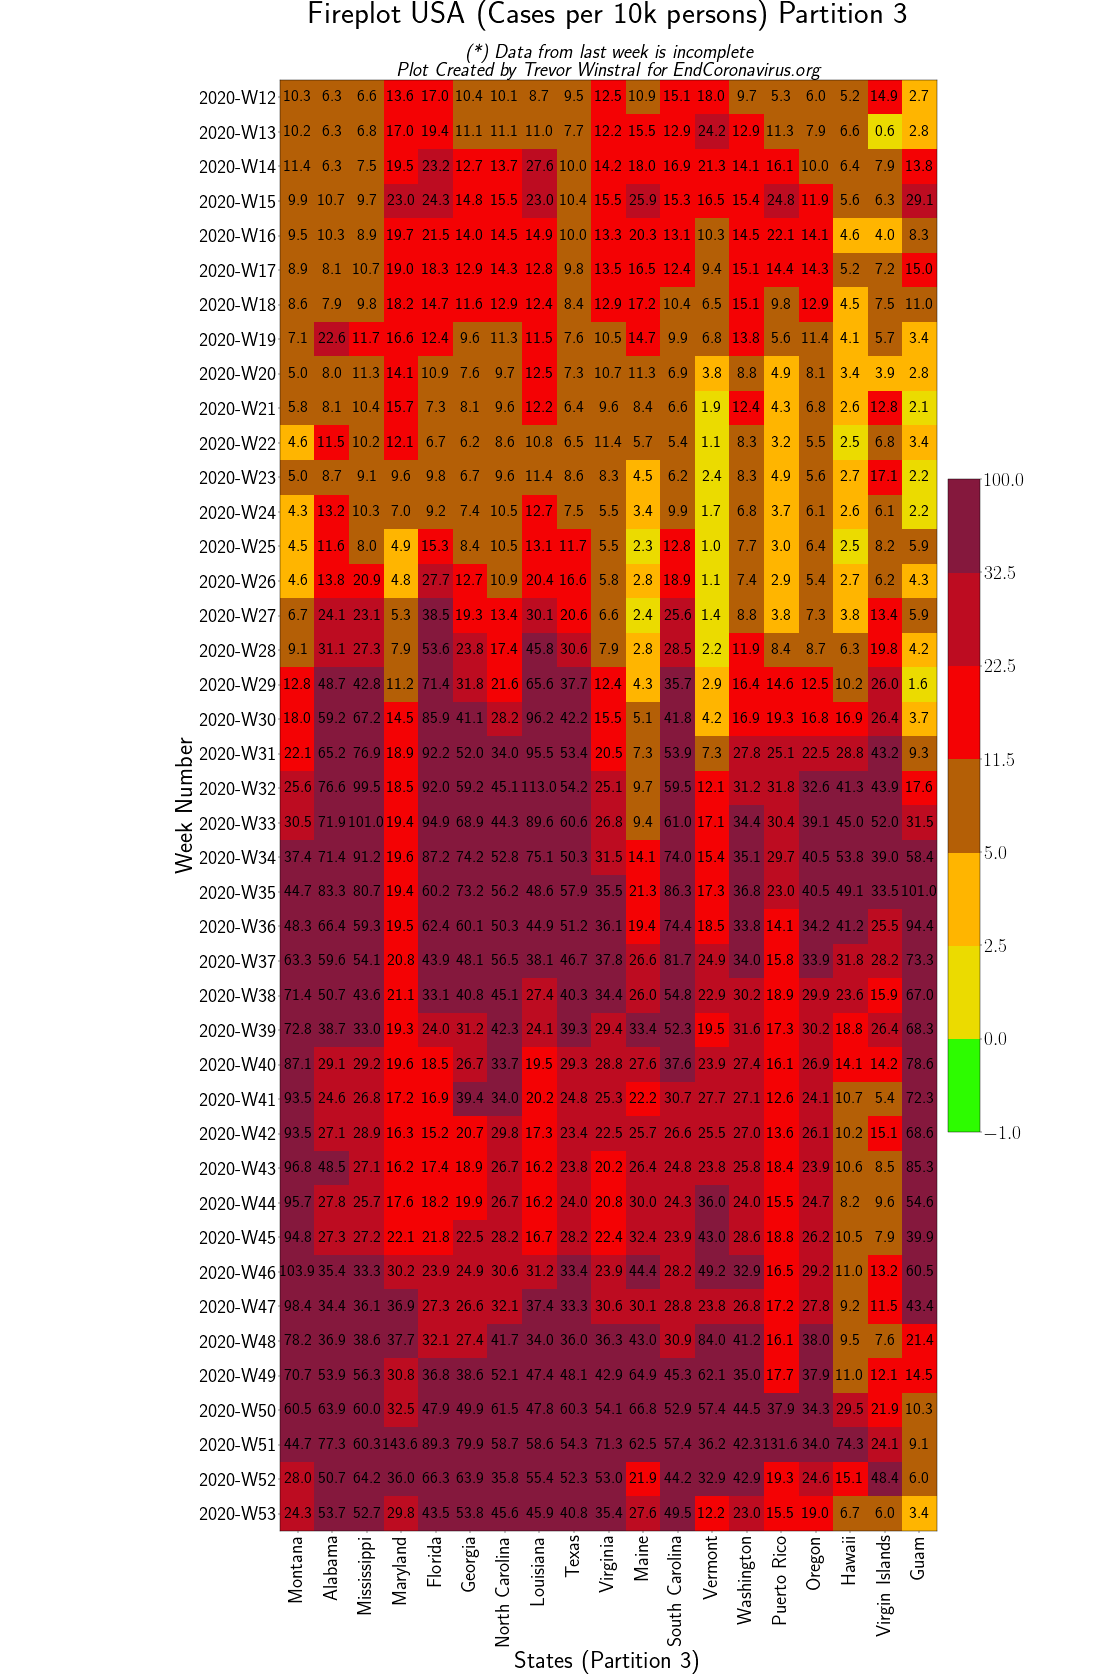 Fireplot USA (Cases per 10k persons) Partition 3
(*) Data from last week is incomplete
Plot Created by Trevor Winstral for EndCoronavirus.org
2020-W12 10.3 6.3 6.6 13.6 17.0 10.4 10.1 8.7 9.5 12.5 10.9 15.1 18.0 9.7 5.3 6.0 5.2 14.9 2.7
2020-W13 10.2 6.3 6.8 17.0 19.4 11.1 11.1 11.0 7.7 12.2 15.5 12.9 24.2 12.9 11.3 7.9 6.6 0.6 2.8
2020-W14 11.4 6.3 7.5 19.5 23.2 12.7 13.7 27.6 10.0 14.2 18.0 16.9 21.3 14.1 16.1 10.0 6.4 7.9 13.8
2020-W15 9.9 10.7 9.7 23.0 24.3 14.8 15.5 23.0 10.4 15.5 25.9 15.3 16.5 15.4 24.8 11.9 5.6 6.3 29.1
2020-W16 9.5 10.3 8.9 19.7 21.5 14.0 14.5 14.9 10.0 13.3 20.3 13.1 10.3 14.5 22.1 14.1 4.6 4.0 8.3
2020-W17 8.9 8.1 10.7 19.0 18.3 12.9 14.3 12.8 9.8 13.5 16.5 12.4 9.4 15.1 14.4 14.3 5.2 7.2 15.0
2020-W18 8.6 7.9 9.8 18.2 14.7 11.6 12.9 12.4 8.4 12.9 17.2 10.4 6.5 15.1 9.8 12.9 4.5 7.5 11.0
2020-W19 7.1 22.6 11.7 16.6 12.4 9.6 11.3 11.5 7.6 10.5 14.7 9.9 6.8 13.8 5.6 11.4 4.1 5.7 3.4
2020-W20 5.0 8.0 11.3 14.1 10.9 7.6 9.7 12.5 7.3 10.7 11.3 6.9 3.8 8.8 4.9 8.1 3.4 3.9 2.8
2020-W21 5.8 8.1 10.4 15.7 7.3 8.1 9.6 12.2 6.4 9.6 8.4 6.6 1.9 12.4 4.3 6.8 2.6 12.8 2.1
2020-W22 4.6 11.5 10.2 12.1 6.7 6.2 8.6 10.8 6.5 11.4 5.7 5.4 1.1 8.3 3.2 5.5 2.5 6.8 3.4
2020-W23 5.0 8.7 9.1 9.6 9.8 6.7 9.6 11.4 8.6 8.3 4.5 6.2 2.4 8.3 4.9 5.6 2.7 17.1 2.2
2020-W24 4.3 13.2 10.3 7.0 9.2 7.4 10.5 12.7 7.5 5.5 3.4 9.9 1.7 6.8 3.7 6.1 2.6 6.1 2.2
2020-W25 4.5 11.6 8.0 4.9 15.3 8.4 10.5 13.1 11.7 5.5 2.3 12.8 1.0 7.7 3.0 6.4 2.5 8.2 5.9
2020-W26 4.6 13.8 20.9 4.8 27.7 12.7 10.9 20.4 16.6 5.8 2.8 18.9 1.1 7.4 2.9 5.4 2.7 6.2 4.3
2020-W27 6.7 24.1 23.1 5.3 38.5 19.3 13.4 30.1 20.6 6.6 2.4 25.6 1.4 8.8 3.8 7.3 3.8 13.4 5.9
2020-W28 9.1 31.1 27.3 7.9 53.6 23.8 17.4 45.8 30.6 7.9 2.8 28.5 2.2 11.9 8.4 8.7 6.3 19.8 4.2
2020-W29 12.8 48.7 42.8 11.2 71.4 31.8 21.6 65.6 37.7 12.4 4.3 35.7 2.9 16.4 14.6 12.5 10.2 26.0 1.6
2020-W30 18.0 59.2 67.2 14.5 85.9 41.1 28.2 96.2 42.2 15.5 5.1 41.8 4.2 16.9 19.3 16.8 16.9 26.4 3.7
2020-W31 22.1 65.2 76.9 18.9 92.2 52.0 34.0 95.5 53.4 20.5 7.3 53.9 7.3 27.8 25.1 22.5 28.8 43.2 9.3
2020-W32 25.6 76.6 99.5 18.5 92.0 59.2 45.1 113.0 54.2 25.1 9.7 59.5 12.1 31.2 31.8 32.6 41.3 43.9 17.6
2020-W33 30.5 71.9 101.0 19.4 94.9 68.9 44.3 89.6 60.6 26.8 9.4 61.0 17.1 34.4 30.4 39.1 45.0 52.0 31.5
2020-W34 37.4 71.4 91.2 19.6 87.2 74.2 52.8 75.1 50.3 31.5 14.1 74.0 15.4 35.1 29.7 40.5 53.8 39.0 58.4
2020-W35 44.7 83.3 80.7 19.4 60.2 73.2 56.2 48.6 57.9 35.5 21.3 86.3 17.3 36.8 23.0 40.5 49.1 33.5 101.0
2020-W36 48.3 66.4 59.3 19.5 62.4 60.1 50.3 44.9 51.2 36.1 19.4 74.4 18.5 33.8 14.1 34.2 41.2 25.5 94.4
2020-W37 63.3 59.6 54.1 20.8 43.9 48.1 56.5 38.1 46.7 37.8 26.6 81.7 24.9 34.0 15.8 33.9 31.8 28.2 73.3
2020-W38 71.4 50.7 43.6 21.1 33.1 40.8 45.1 27.4 40.3 34.4 26.0 54.8 22.9 30.2 18.9 29.9 23.6 15.9 67.0
2020-W39 72.8 38.7 33.0 19.3 24.0 31.2 42.3 24.1 39.3 29.4 33.4 52.3 19.5 31.6 17.3 30.2 18.8 26.4 68.3
2020-W40 87.1 29.1 29.2 19.6 18.5 26.7 33.7 19.5 29.3 28.8 27.6 37.6 23.9 27.4 16.1 26.9 14.1 14.2 78.6
2020-W41 93.5 24.6 26.8 17.2 16.9 39.4 34.0 20.2 24.8 25.3 22.2 30.7 27.7 27.1 12.6 24.1 10.7 5.4 72.3
2020-W42 93.5 27.1 28.9 16.3 15.2 20.7 29.8 17.3 23.4 22.5 25.7 26.6 25.5 27.0 13.6 26.1 10.2 15.1 68.6
2020-W43 96.8 48.5 27.1 16.2 17.4 18.9 26.7 16.2 23.8 20.2 26.4 24.8 23.8 25.8 18.4 23.9 10.6 8.5 85.3
2020-W44 95.7 27.8 25.7 17.6 18.2 19.9 26.7 16.2 24.0 20.8 30.0 24.3 36.0 24.0 15.5 24.7 8.2 9.6 54.6
2020-W45 94.8 27.3 27.2 22.1 21.8 22.5 28.2 16.7 28.2 22.4 32.4 23.9 43.0 28.6 18.8 26.2 10.5 7.9 39.9
2020-W46 103.9 35.4 33.3 30.2 23.9 24.9 30.6 31.2 33.4 23.9 44.4 28.2 49.2 32.9 16.5 29.2 11.0 13.2 60.5
2020-W47 98.4 34.4 36.1 36.9 27.3 26.6 32.1 37.4 33.3 30.6 30.1 28.8 23.8 26.8 17.2 27.8 9.2 11.5 43.4
2020-W48 78.2 36.9 38.6 37.7 32.1 27.4 41.7 34.0 36.0 36.3 43.0 30.9 84.0 41.2 16.1 38.0 9.5 7.6 21.4
2020-W49 70.7 53.9 56.3 30.8 36.8 38.6 52.1 47.4 48.1 42.9 64.9 45.3 62.1 35.0 17.7 37.9 11.0 12.1 14.5
2020-W50 60.5 63.9 60.0 32.5 47.9 49.9 61.5 47.8 60.3 54.1 66.8 52.9 57.4 44.5 37.9 34.3 29.5 21.9 10.3
2020-W51 44.7 77.3 60.3 143.6 89.3 79.9 58.7 58.6 54.3 71.3 62.5 57.4 36.2 42.3 131.6 34.0 74.3 24.1 9.1
2020-W52 28.0 50.7 64.2 36.0 66.3 63.9 35.8 55.4 52.3 53.0 21.9 44.2 32.9 42.9 19.3 24.6 15.1 48.4 6.0
2020-W53 24.3 53.7 52.7 29.8 43.5 53.8 45.6 45.9 40.8 35.4 27.6 49.5 12.2 23.0 15.5 19.0 6.7 6.0 3.4
Week Number
Montana
Alabama
Mississippi
Maryland
Florida
Georgia
North Carolina
Louisiana
Texas
Virginia
Maine
South Carolina
Vermont
Washington
Puerto Rico
Oregon
Hawaii
Virgin Islands
Guam
States (Partition 3)
100.0
32.5
22.5
11.5
5.0
2.5
0.0
−1.0